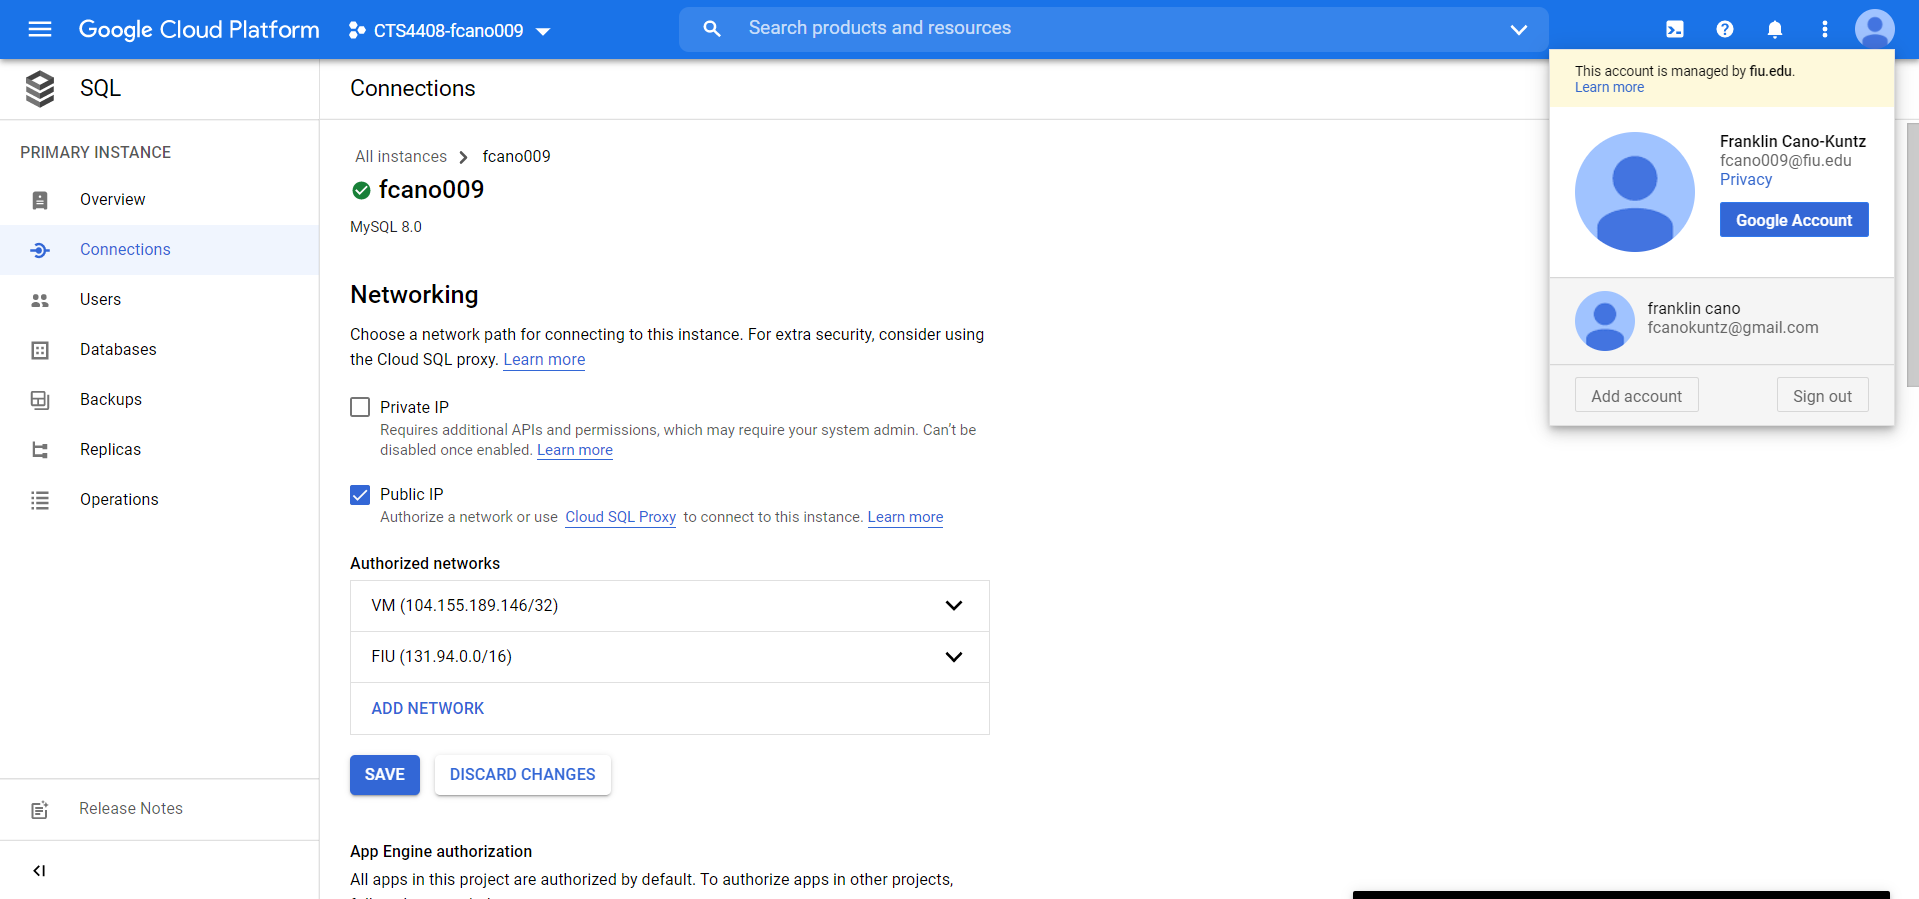 Google Cloud Platform
CTS4408-fcano009
Search products and resources
SQL
Connections
PRIMARY INSTANCE
Overview
Connections
Users
Databases
Backups
Replicas
Operations
Release Notes
All instances
fcano009
fcano009
MySQL 8.0
Networking
Choose a network path for connecting to this instance. For extra security, consider using
the Cloud SQL proxy. Learn more
Private IP
Requires additional APIs and permissions, which may require your system admin. Can't be
disabled once enabled. Learn more
Public IP
Authorize a network or use Cloud SQL Proxy to connect to this instance. Learn more
Authorized networks
VM (104.155.189.146/32)
FIU (131.94.0.0/16)
ADD NETWORK
SAVE
DISCARD CHANGES
App Engine authorization
All apps in this project are authorized by default. To authorize apps in other projects,
This account is managed by fiu.edu.
Learn more
Franklin Cano-Kuntz
fcano009@fiu.edu
Privacy
Google Account
franklin cano
fcanokuntz@gmail.com
Add account
Sign out